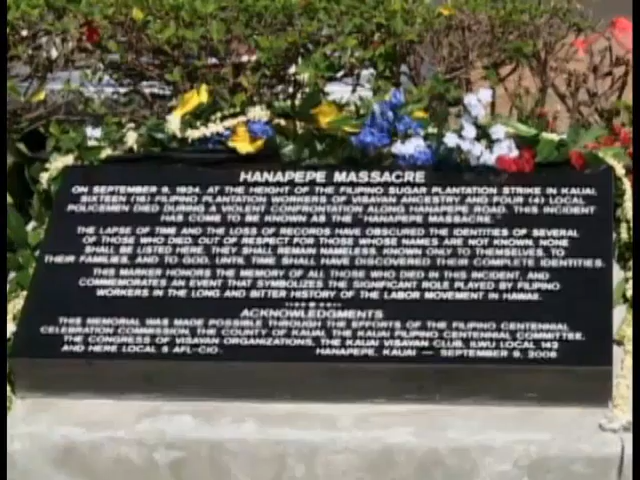 HANAPEPE MASSACRE
ON SEPTEMBER 9, 1924, AT THE HEIGHT OF THE FILIPINO SUGAR PLANTATION STRIKE IN KAUAI,
SIXTEEN (16) FILIPINO PLANTATION WORKERS OF VISAYAN ANCESTRY AND FOUR (4) LOCAL
POLICEMEN DIED DURING A VIOLENT CONFRONTATION ALONG HANAPEPE ROAD. THIS INCIDENT
HAS COME TO BE KNOWN AS THE "HANAPEPE MASSACRE."
THE LAPSE OF TIME AND THE LOSS OF RECORDS HAVE OBSCURED THE IDENTITIES OF SEVERAL
OF THOSE WHO DIED. OUT OF RESPECT FOR THOSE WHOSE NAMES ARE NOT KNOWN, NONE
SHALL BE LISTED HERE. THEY SHALL REMAIN NAMELESS, KNOWN ONLY TO THEMSELVES, TO
THEIR FAMILIES, AND TO GOD, UNTIL TIME SHALL HAVE DISCOVERED THEIR COMPLETE IDENTITIES.
THIS MARKER HONORS THE MEMORY OF ALL THOSE WHO DIED IN THIS INCIDENT, AND
COMMEMORATES AN EVENT THAT SYMBOLIZES THE SIGNIFICANT ROLE PLAYED BY FILIPINO
WORKERS IN THE LONG AND BITTER HISTORY OF THE LABOR MOVEMENT IN HAWAII.
ACKNOWLEDGMENTS
THIS MEMORIAL WAS MADE POSSIBLE THROUGH THE EFFORTS OF THE FILIPINO CENTENNIAL
CELEBRATION COMMISSION, THE COUNTY OF KAUAI, THE KAUAI FILIPINO CENTENNIAL COMMITTEE,
THE CONGRESS OF VISAYAN ORGANIZATIONS, THE KAUAI VISAYAN CLUB, ILWU LOCAL 142
AND HERE LOCAL 5 AFL-CIO. HANAPEPE, KAUAI — SEPTEMBER 9, 2006